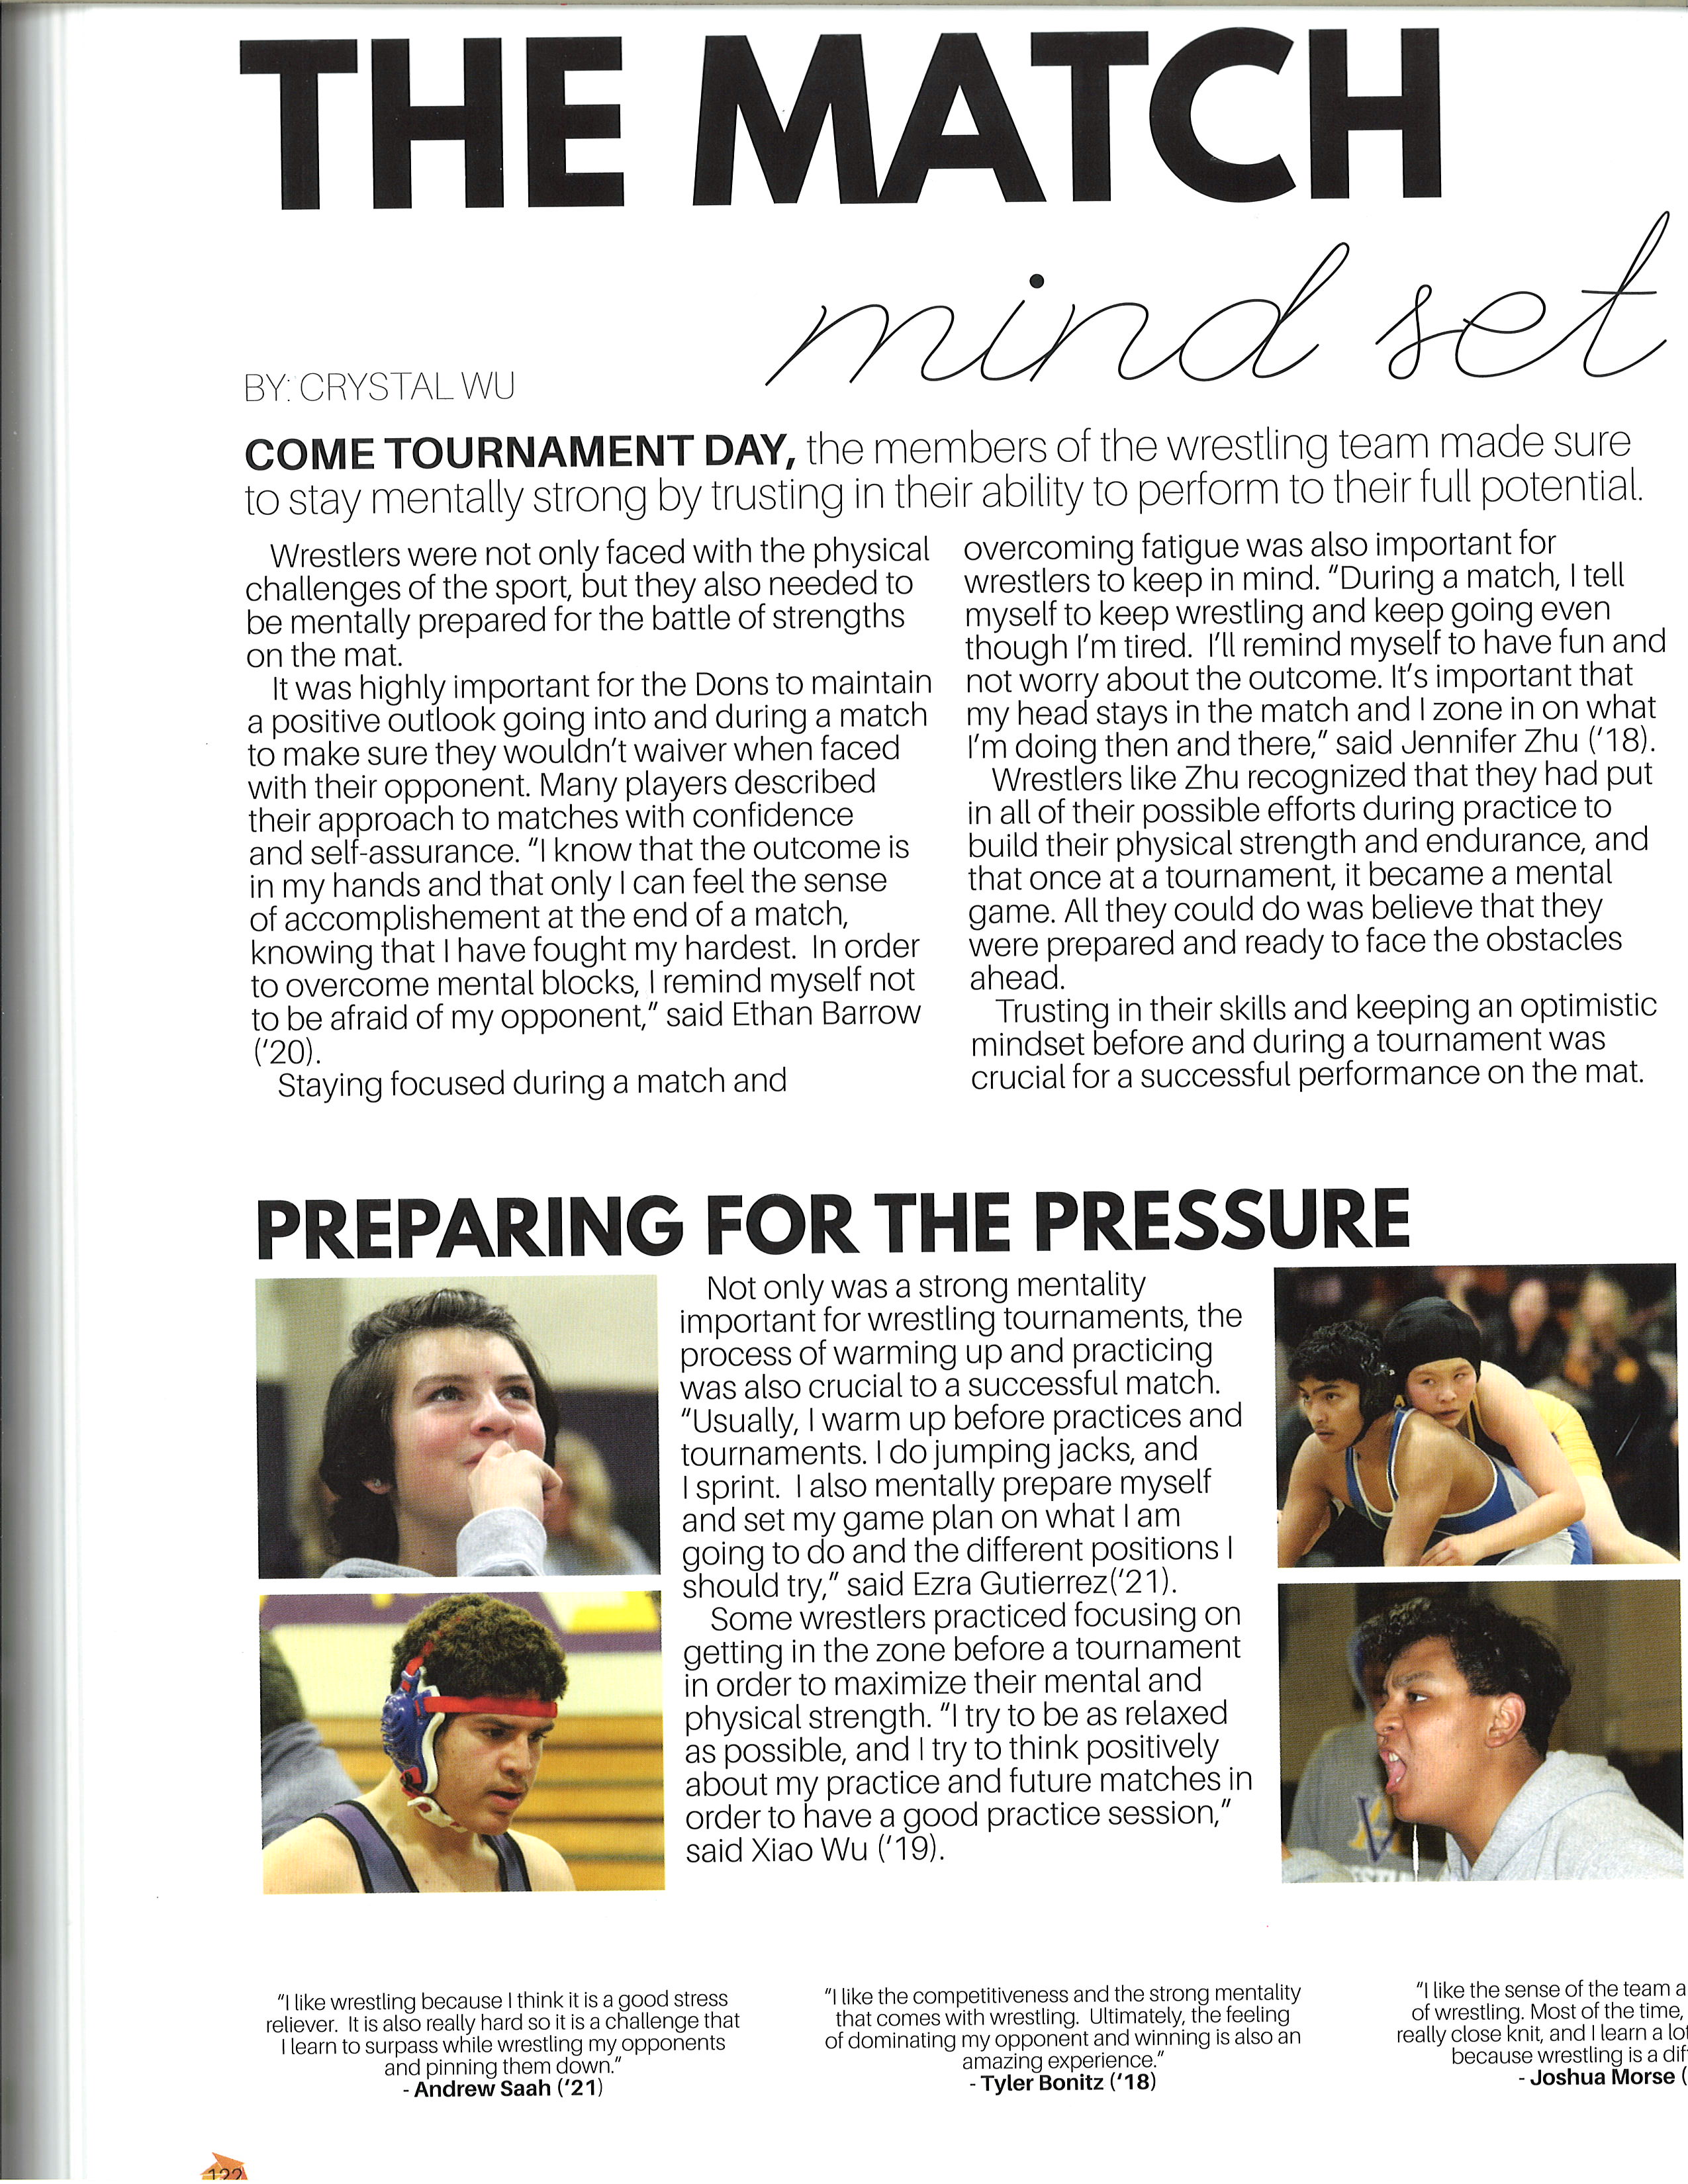 THE MATCH
mind set
BY: CRYSTAL WU
COME TOURNAMENT DAY, the members of the wrestling team made sure
to stay mentally strong by trusting in their ability to perform to their full potential.
Wrestlers were not only faced with the physical
challenges of the sport, but they also needed to
be mentally prepared for the battle of strengths
on the mat.
It was highly important for the Dons to maintain
a positive outlook going into and during a match
to make sure they wouldn't waiver when faced
with their opponent. Many players described
their approach to matches with confidence
and self-assurance. "I know that the outcome is
in my hands and that only I can feel the sense
of accomplishement at the end of a match,
knowing that I have fought my hardest.  In order
to overcome mental blocks, I remind myself not
to be afraid of my opponent," said Ethan Barrow
('20).
Staying focused during a match and
overcoming fatigue was also important for
wrestlers to keep in mind. "During a match, I tell
myself to keep wrestling and keep going even
though I'm tired.  I'll remind myself to have fun and
not worry about the outcome. It's important that
my head stays in the match and I zone in on what
I'm doing then and there," said Jennifer Zhu ('18).
Wrestlers like Zhu recognized that they had put
in all of their possible efforts during practice to
build their physical strength and endurance, and
that once at a tournament, it became a mental
game. All they could do was believe that they
were prepared and ready to face the obstacles
ahead.
Trusting in their skills and keeping an optimistic
mindset before and during a tournament was
crucial for a successful performance on the mat.
PREPARING FOR THE PRESSURE
Not only was a strong mentality
important for wrestling tournaments, the
process of warming up and practicing
was also crucial to a successful match.
"Usually, I warm up before practices and
tournaments. I do jumping jacks, and
I sprint.  I also mentally prepare myself
and set my game plan on what I am
going to do and the different positions I
should try," said Ezra Gutierrez('21).
Some wrestlers practiced focusing on
getting in the zone before a tournament
in order to maximize their mental and
physical strength. "I try to be as relaxed
as possible, and I try to think positively
about my practice and future matches in
order to have a good practice session,"
said Xiao Wu ('19).
"I like wrestling because I think it is a good stress
reliever.  It is also really hard so it is a challenge that
I learn to surpass while wrestling my opponents
and pinning them down."
- Andrew Saah ('21)
"I like the competitiveness and the strong mentality
that comes with wrestling.  Ultimately, the feeling
of dominating my opponent and winning is also an
amazing experience."
- Tyler Bonitz ('18)
"I like the sense of the team a
of wrestling. Most of the time,
really close knit, and I learn a lot
because wrestling is a dif
- Joshua Morse (
122